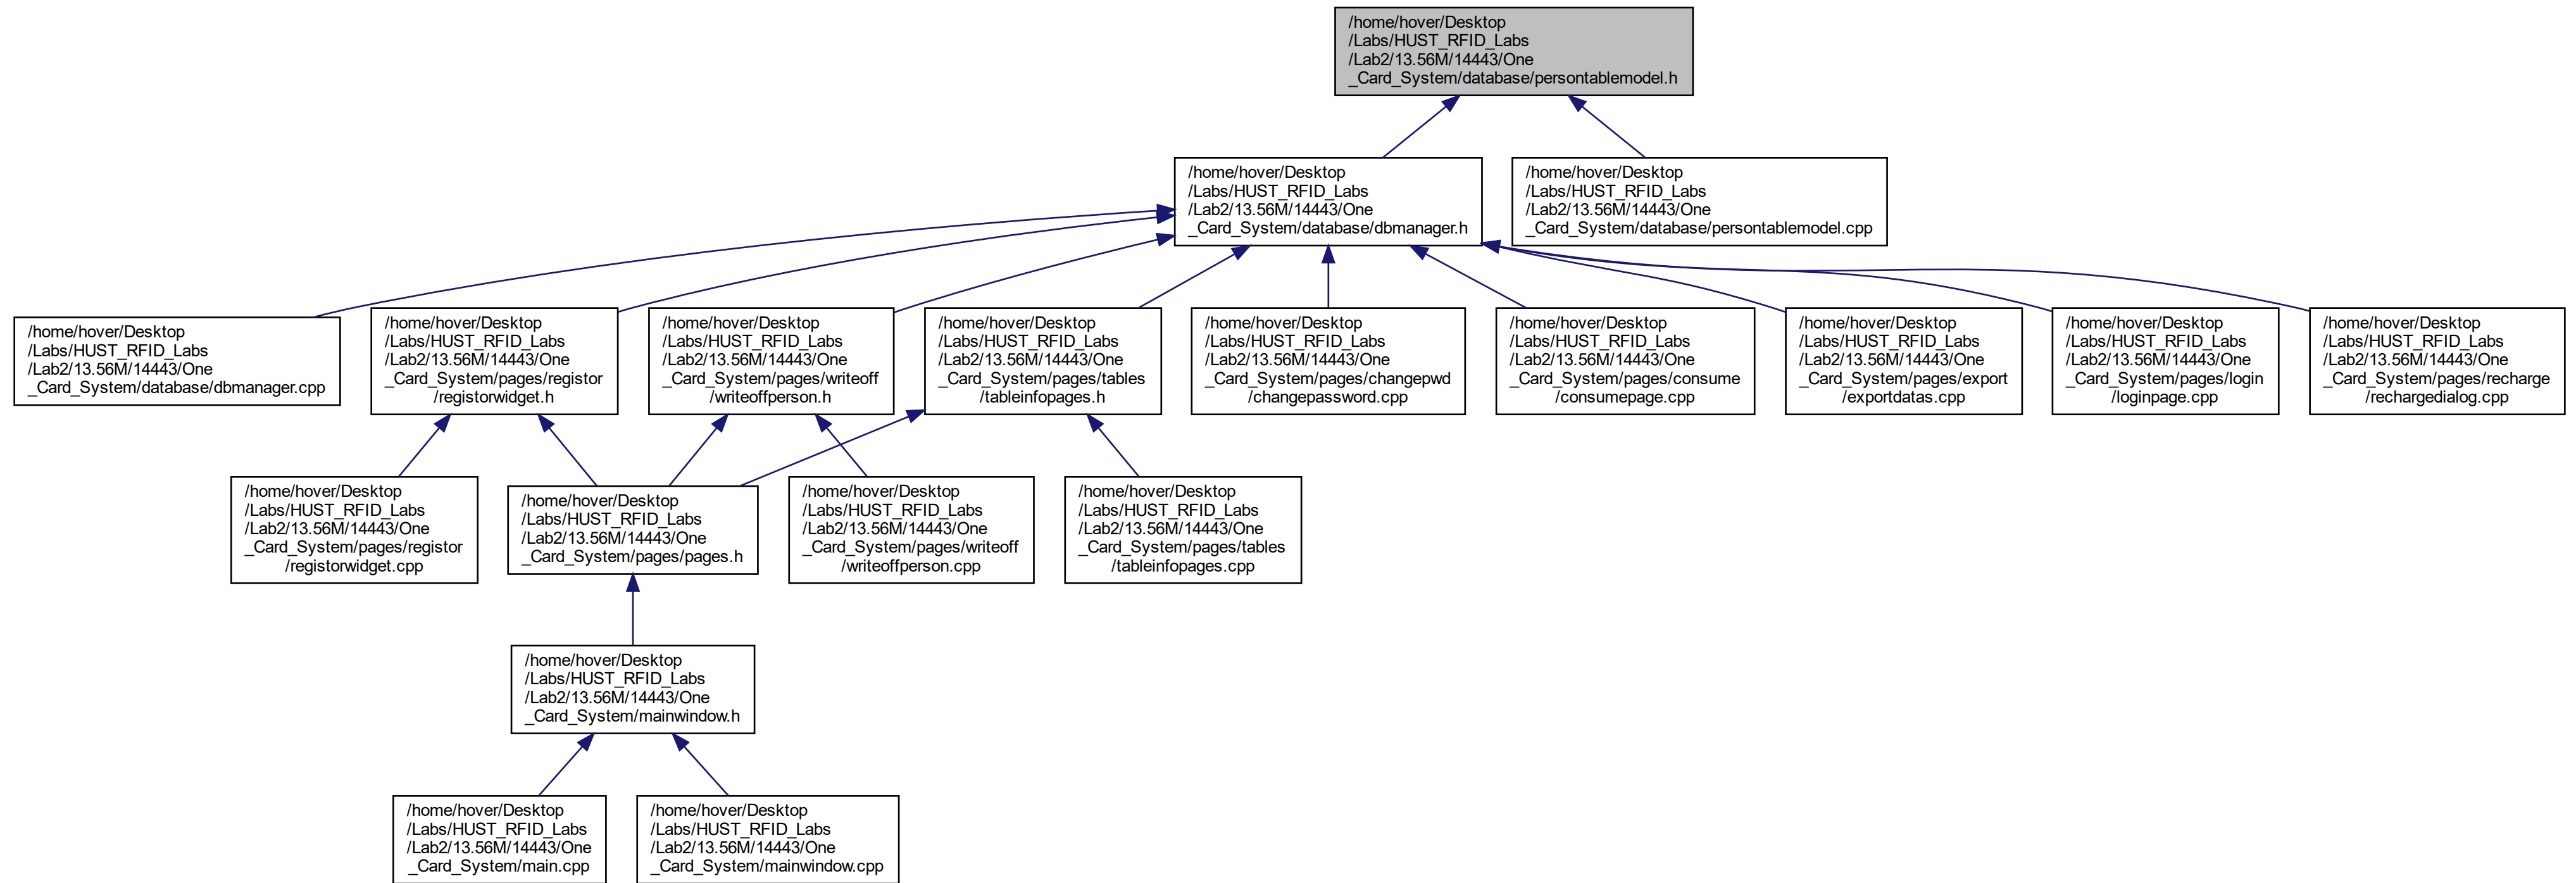 /home/hover/Desktop
/Labs/HUST_RFID_Labs
/Lab2/13.56M/14443/One
_Card_System/database/persontablemodel.h
/home/hover/Desktop
/Labs/HUST_RFID_Labs
/Lab2/13.56M/14443/One
_Card_System/database/dbmanager.h
/home/hover/Desktop
/Labs/HUST_RFID_Labs
/Lab2/13.56M/14443/One
_Card_System/database/persontablemodel.cpp
/home/hover/Desktop
/Labs/HUST_RFID_Labs
/Lab2/13.56M/14443/One
_Card_System/database/dbmanager.cpp
/home/hover/Desktop
/Labs/HUST_RFID_Labs
/Lab2/13.56M/14443/One
_Card_System/pages/registor
/registorwidget.h
/home/hover/Desktop
/Labs/HUST_RFID_Labs
/Lab2/13.56M/14443/One
_Card_System/pages/writeoff
/writeoffperson.h
/home/hover/Desktop
/Labs/HUST_RFID_Labs
/Lab2/13.56M/14443/One
_Card_System/pages/tables
/tableinfopages.h
/home/hover/Desktop
/Labs/HUST_RFID_Labs
/Lab2/13.56M/14443/One
_Card_System/pages/changepwd
/changepassword.cpp
/home/hover/Desktop
/Labs/HUST_RFID_Labs
/Lab2/13.56M/14443/One
_Card_System/pages/consume
/consumepage.cpp
/home/hover/Desktop
/Labs/HUST_RFID_Labs
/Lab2/13.56M/14443/One
_Card_System/pages/export
/exportdatas.cpp
/home/hover/Desktop
/Labs/HUST_RFID_Labs
/Lab2/13.56M/14443/One
_Card_System/pages/login
/loginpage.cpp
/home/hover/Desktop
/Labs/HUST_RFID_Labs
/Lab2/13.56M/14443/One
_Card_System/pages/recharge
/rechargedialog.cpp
/home/hover/Desktop
/Labs/HUST_RFID_Labs
/Lab2/13.56M/14443/One
_Card_System/pages/registor
/registorwidget.cpp
/home/hover/Desktop
/Labs/HUST_RFID_Labs
/Lab2/13.56M/14443/One
_Card_System/pages/pages.h
/home/hover/Desktop
/Labs/HUST_RFID_Labs
/Lab2/13.56M/14443/One
_Card_System/pages/writeoff
/writeoffperson.cpp
/home/hover/Desktop
/Labs/HUST_RFID_Labs
/Lab2/13.56M/14443/One
_Card_System/pages/tables
/tableinfopages.cpp
/home/hover/Desktop
/Labs/HUST_RFID_Labs
/Lab2/13.56M/14443/One
_Card_System/mainwindow.h
/home/hover/Desktop
/Labs/HUST_RFID_Labs
/Lab2/13.56M/14443/One
_Card_System/main.cpp
/home/hover/Desktop
/Labs/HUST_RFID_Labs
/Lab2/13.56M/14443/One
_Card_System/mainwindow.cpp